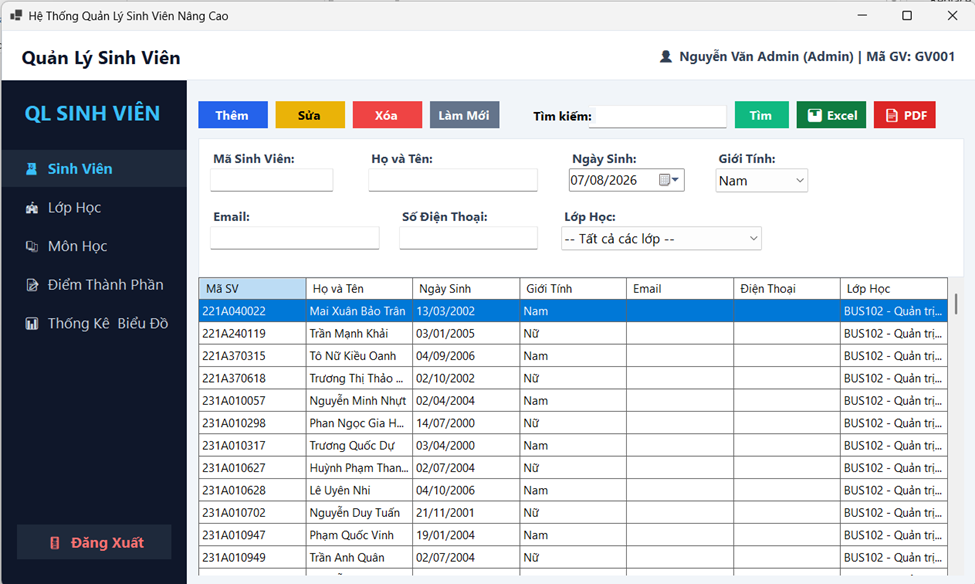 Hệ Thống Quản Lý Sinh Viên Nâng Cao
Quản Lý Sinh Viên
Nguyễn Văn Admin (Admin) | Mã GV: GV001
QL SINH VIÊN
Sinh Viên
Lớp Học
Môn Học
Điểm Thành Phần
Thống Kê Biểu Đồ
Đăng Xuất
Thêm Sửa Xóa Làm Mới Tìm kiếm: Tìm Excel PDF
Mã Sinh Viên: Họ và Tên: Ngày Sinh: Giới Tính:
07/08/2026 Nam
Email: Số Điện Thoại: Lớp Học:
-- Tất cả các lớp --
Mã SV Họ và Tên Ngày Sinh Giới Tính Email Điện Thoại Lớp Học
221A040022 Mai Xuân Bảo Trân 13/03/2002 Nam BUS102 - Quản trị...
221A240119 Trần Mạnh Khải 03/01/2005 Nữ BUS102 - Quản trị...
221A370315 Tô Nữ Kiều Oanh 04/09/2006 Nam BUS102 - Quản trị...
221A370618 Trương Thị Thảo ... 02/10/2002 Nữ BUS102 - Quản trị...
231A010057 Nguyễn Minh Nhựt 02/04/2004 Nam BUS102 - Quản trị...
231A010298 Phan Ngọc Gia H... 14/07/2000 Nữ BUS102 - Quản trị...
231A010317 Trương Quốc Dự 03/04/2000 Nam BUS102 - Quản trị...
231A010627 Huỳnh Phạm Than... 02/07/2004 Nữ BUS102 - Quản trị...
231A010628 Lê Uyên Nhi 04/10/2006 Nam BUS102 - Quản trị...
231A010702 Nguyễn Duy Tuấn 21/11/2001 Nữ BUS102 - Quản trị...
231A010947 Phạm Quốc Vinh 19/01/2004 Nam BUS102 - Quản trị...
231A010949 Trần Anh Quân 02/07/2004 Nữ BUS102 - Quản trị...